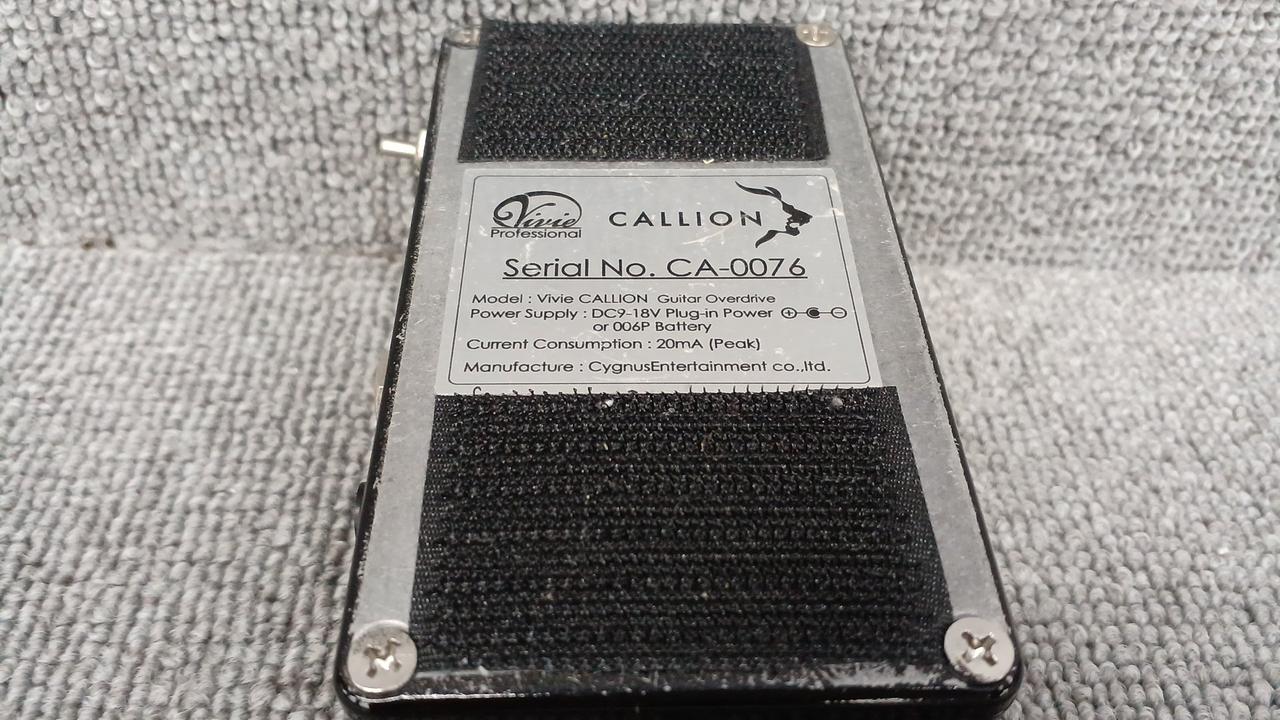 Vivie
Professional
CALLION
Serial No. CA-0076
Model : Vivie CALLION Guitar Overdrive
Power Supply : DC9-18V Plug-in Power
or 006P Battery
Current Consumption : 20mA (Peak)
Manufacture : CygnusEntertainment co.,ltd.